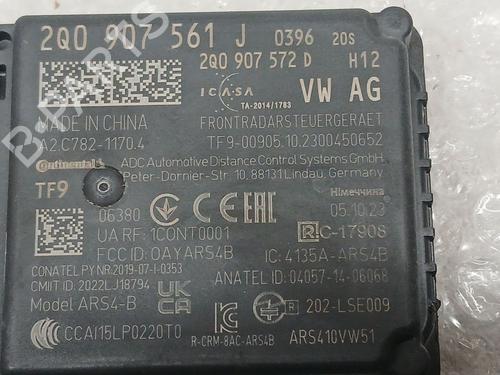 2Q0 907 561 J 0396 20S
2Q0 907 572 D H12
ICASA
TA-2014/1783
VW AG
MADE IN CHINA
FRONTRADARSTEUERGERAET
A2.C782-1170.4
TF9-00905.10.2300450652
Continental
ADC Automotive Distance Control Systems GmbH
Peter-Dornier-Str. 10, 88131 Lindau, Germany
TF9
Німеччина
06380
CE
EAC
05.10.23
UA RF: 1CONT0001
R C-17908
FCC ID: OAYARS4B
IC: 4135A-ARS4B
CONATEL PY NR.2019-07-I-0353
ANATEL ID: 04057-14-06068
CMIIT ID: 2022LJ18794
Model ARS4-B
UK CA
R 202-LSE009
CCAI15LP0220T0
R-CRM-8AC-ARS4B
ARS410VW51
B-Parts